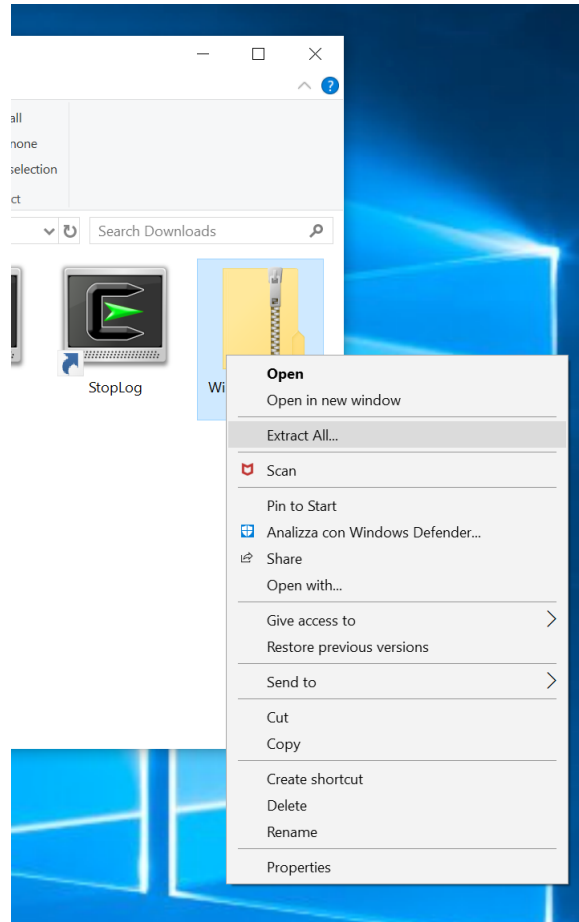 all
none
selection
ct
Search Downloads
StopLog
Wi
Open
Open in new window
Extract All...
Scan
Pin to Start
Analizza con Windows Defender...
Share
Open with...
Give access to
Restore previous versions
Send to
Cut
Copy
Create shortcut
Delete
Rename
Properties